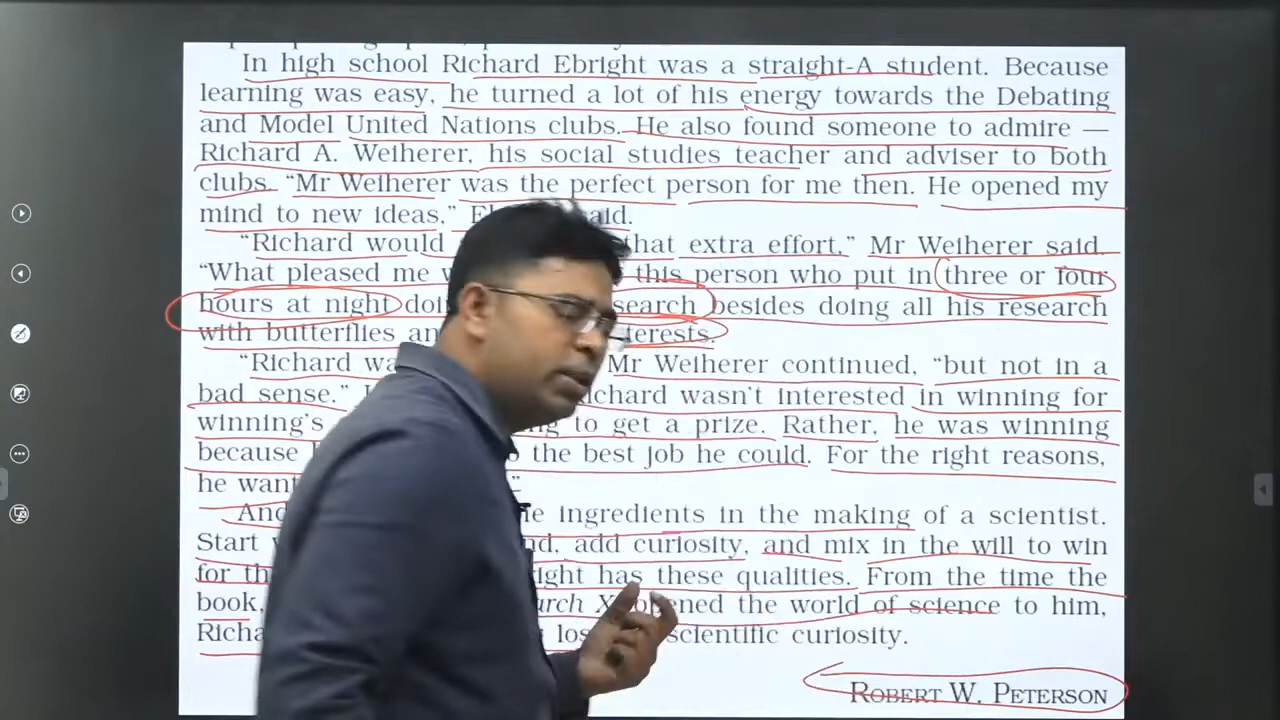 In high school Richard Ebright was a straight-A student. Because
learning was easy, he turned a lot of his energy towards the Debating
and Model United Nations clubs. He also found someone to admire —
Richard A. Weiherer, his social studies teacher and adviser to both
clubs. “Mr Weiherer was the perfect person for me then. He opened my
mind to new ideas,” said.
“Richard would that extra effort,” Mr Weiherer said.
“What pleased me this person who put in three or four
hours at night besides doing all his research
with butterflies
“Richard Mr Weiherer continued, “but not in a
bad sense.” Richard wasn't interested in winning for
winning's to get a prize. Rather, he was winning
because the best job he could. For the right reasons,
he
the ingredients in the making of a scientist.
Start add curiosity, and mix in the will to win
for has these qualities. From the time the
book, opened the world of science to him,
scientific curiosity.
ROBERT W. PETERSON